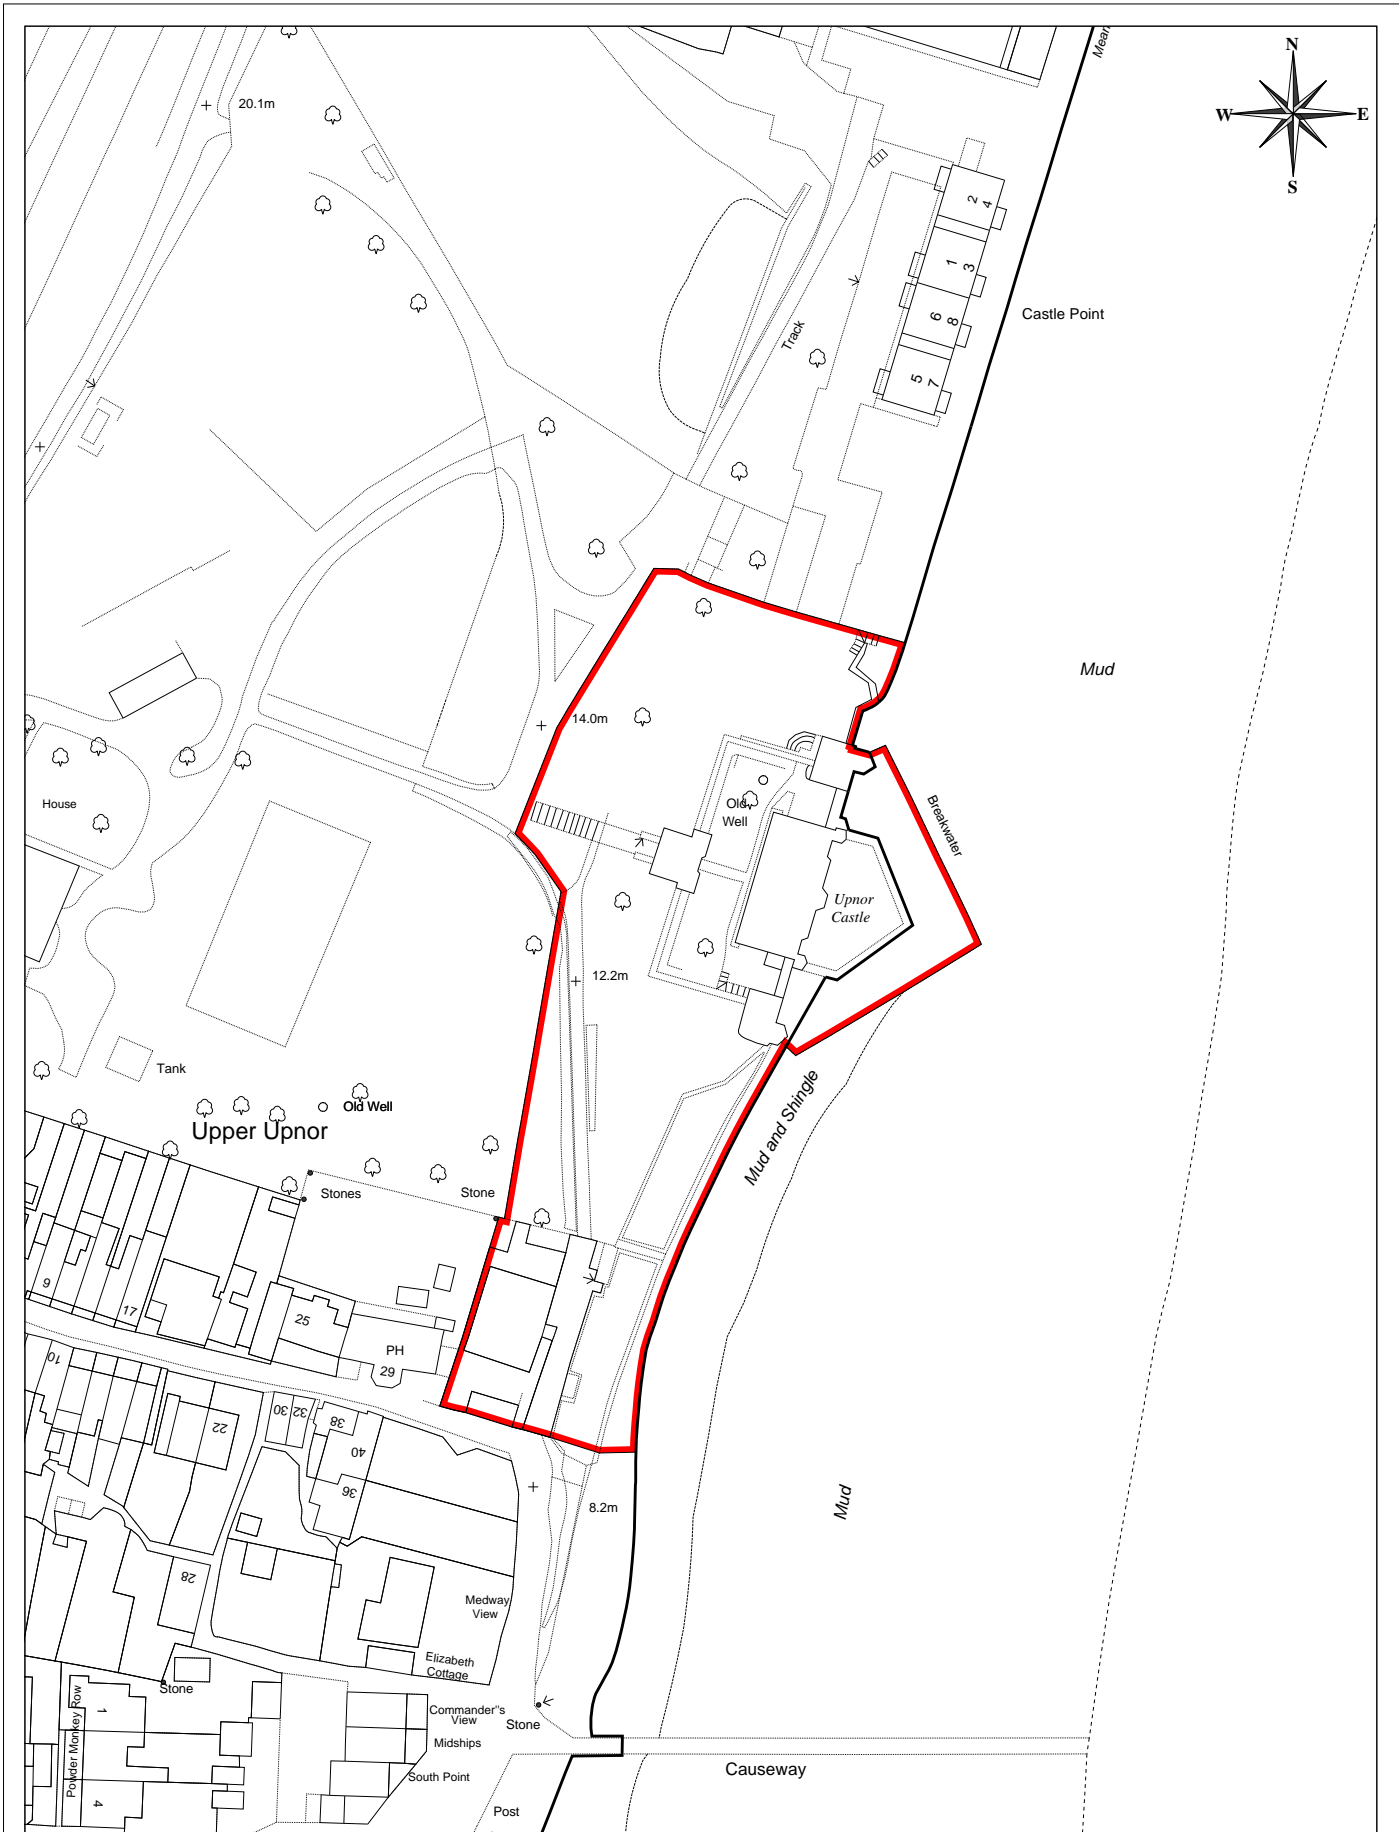 N
W
E
S
Mean
20.1m
2
4
1
3
6
8
5
7
Castle Point
Track
Mud
14.0m
House
Old
Well
Breakwater
Upnor
Castle
12.2m
Tank
Old Well
Upper Upnor
Mud and Shingle
Stones
Stone
9
17
25
PH
29
10
22
30
32
38
40
36
8.2m
Mud
28
Medway
View
Elizabeth
Cottage
Stone
Powder Monkey Row
1
4
Commander"s
View
Stone
Midships
South Point
Causeway
Post